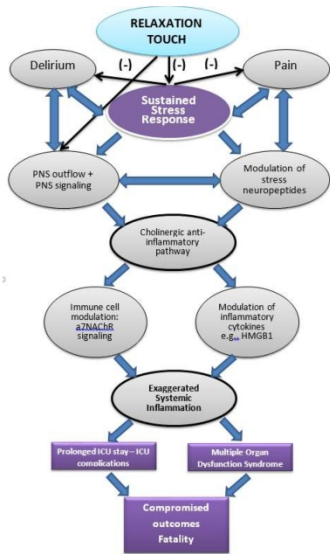 RELAXATION
TOUCH
(-)
(-)
(-)
Delirium
Pain
Sustained
Stress
Response
PNS outflow +
PNS signaling
Modulation of
stress
neuropeptides
Cholinergic anti-
inflammatory
pathway
Immune cell
modulation:
a7NAChR
signaling
Modulation of
inflammatory
cytokines
e.g., HMGB1
Exaggerated
Systemic
Inflammation
Prolonged ICU stay– ICU
complications
Multiple Organ
Dysfunction Syndrome
Compromised
outcomes
Fatality